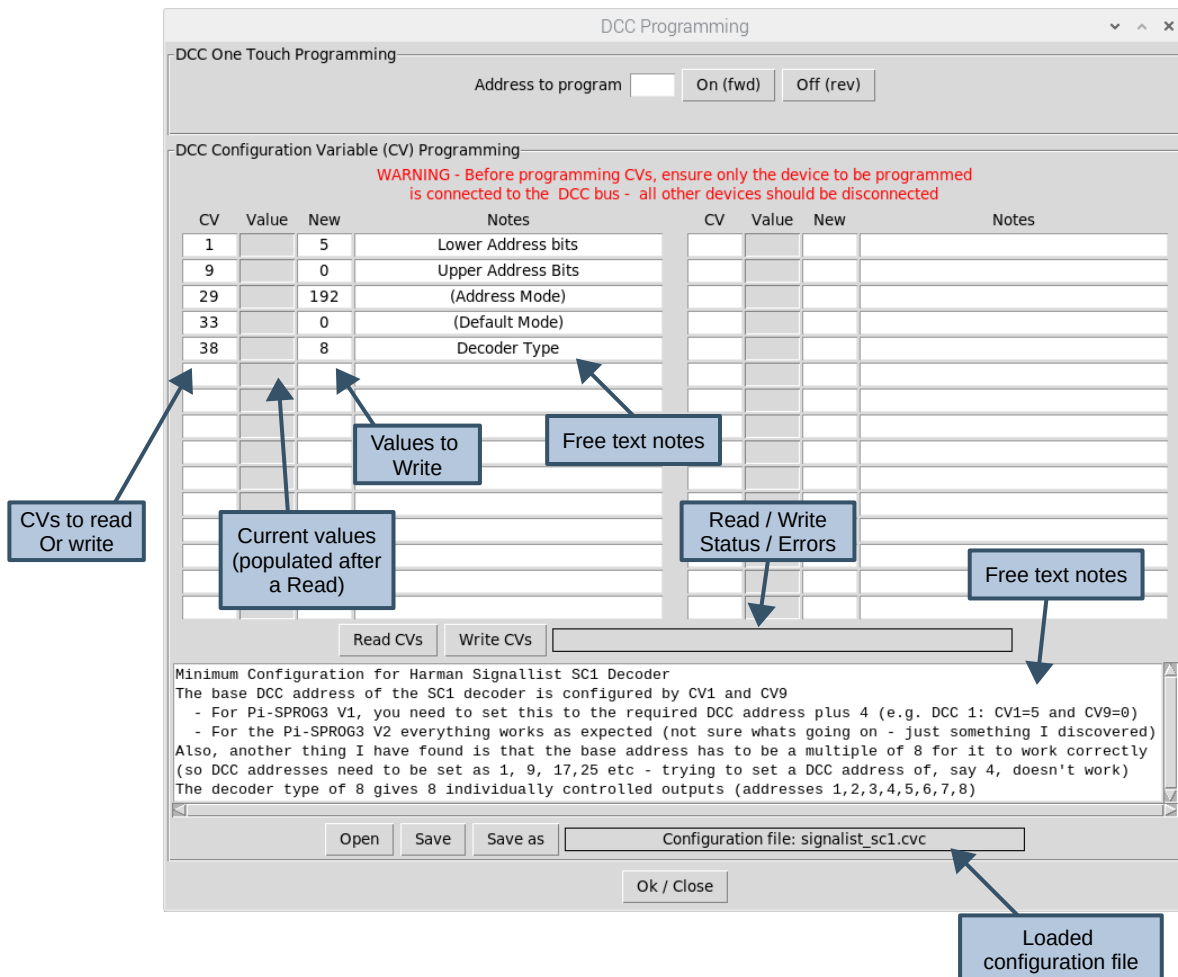 DCC Programming
DCC One Touch Programming
Address to program On (fwd) Off (rev)
DCC Configuration Variable (CV) Programming
WARNING - Before programming CVs, ensure only the device to be programmed
is connected to the  DCC bus -  all other devices should be disconnected
CV Value New Notes CV Value New Notes
1 5 Lower Address bits
9 0 Upper Address Bits
29 192 (Address Mode)
33 0 (Default Mode)
38 8 Decoder Type
Values to
Write
Free text notes
CVs to read
Or write
Current values
(populated after
a Read)
Read / Write
Status / Errors
Free text notes
Read CVs Write CVs
Minimum Configuration for Harman Signallist SC1 Decoder
The base DCC address of the SC1 decoder is configured by CV1 and CV9
- For Pi-SPROG3 V1, you need to set this to the required DCC address plus 4 (e.g. DCC 1: CV1=5 and CV9=0)
- For the Pi-SPROG3 V2 everything works as expected (not sure whats going on - just something I discovered)
Also, another thing I have found is that the base address has to be a multiple of 8 for it to work correctly
(so DCC addresses need to be set as 1, 9, 17,25 etc - trying to set a DCC address of, say 4, doesn't work)
The decoder type of 8 gives 8 individually controlled outputs (addresses 1,2,3,4,5,6,7,8)
Open Save Save as Configuration file: signalist_sc1.cvc
Ok / Close
Loaded
configuration file